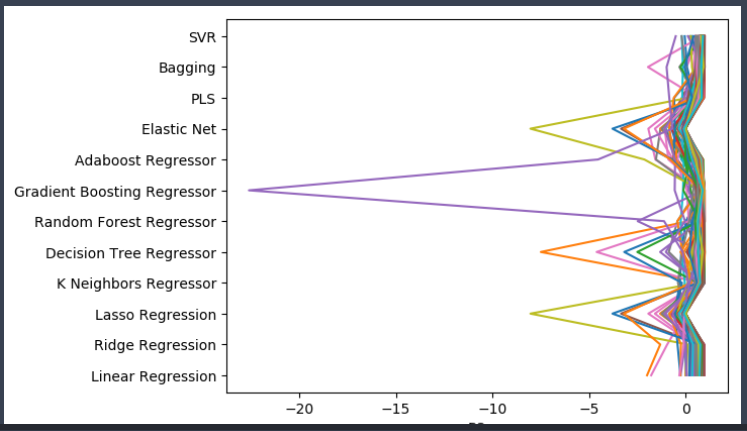 SVR
Bagging
PLS
Elastic Net
Adaboost Regressor
Gradient Boosting Regressor
Random Forest Regressor
Decision Tree Regressor
K Neighbors Regressor
Lasso Regression
Ridge Regression
Linear Regression
−20 −15 −10 −5 0